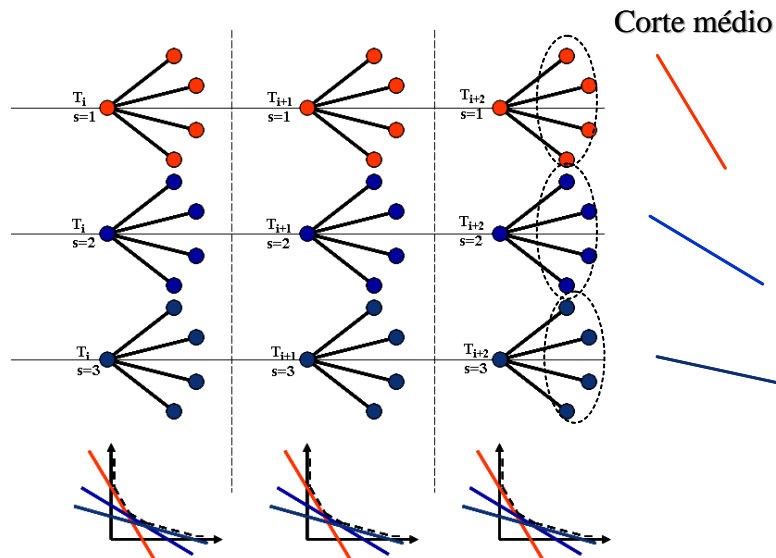 Corte médio
Ti
s=1
Ti+1
s=1
Ti+2
s=1
Ti
s=2
Ti+1
s=2
Ti+2
s=2
Ti
s=3
Ti+1
s=3
Ti+2
s=3